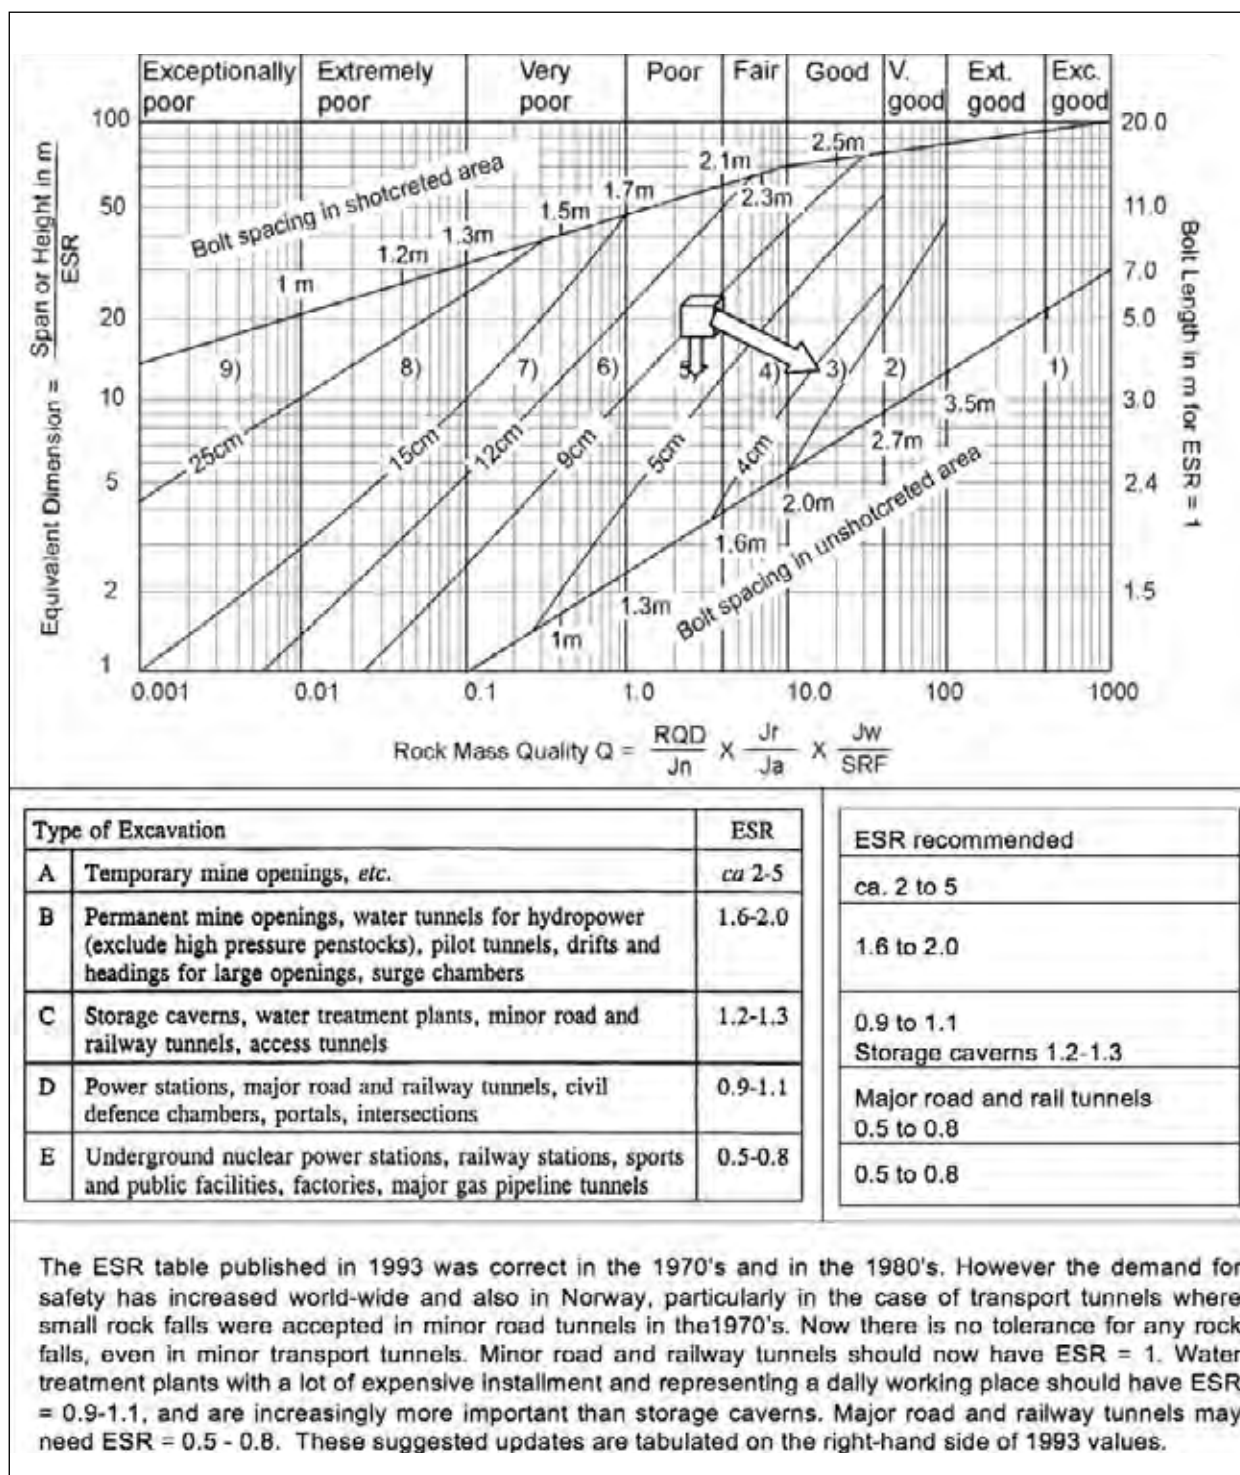 Exceptionally poor
Extremely poor
Very poor
Poor
Fair
Good
V. good
Ext. good
Exc. good
Equivalent Dimension = Span or Height in m / ESR
100
50
20
10
5
2
1
Bolt spacing in shotcreted area
1 m
1.2m
1.3m
1.5m
1.7m
2.1m
2.3m
2.5m
9)
8)
7)
6)
5)
4)
3)
2)
1)
25cm
15cm
12cm
9cm
5cm
4cm
3.5m
2.7m
2.0m
1.6m
1.3m
1m
Bolt spacing in unshotcreted area
20.0
11.0
7.0
5.0
3.0
2.4
1.5
Bolt Length in m for ESR = 1
0.001
0.01
0.1
1.0
10.0
100
1000
Rock Mass Quality Q = RQD / Jn X Jr / Ja X Jw / SRF
Type of Excavation ESR
A Temporary mine openings, etc. ca 2-5
B Permanent mine openings, water tunnels for hydropower 1.6-2.0
(exclude high pressure penstocks), pilot tunnels, drifts and
headings for large openings, surge chambers
C Storage caverns, water treatment plants, minor road and 1.2-1.3
railway tunnels, access tunnels
D Power stations, major road and railway tunnels, civil 0.9-1.1
defence chambers, portals, intersections
E Underground nuclear power stations, railway stations, sports 0.5-0.8
and public facilities, factories, major gas pipeline tunnels
ESR recommended
ca. 2 to 5
1.6 to 2.0
0.9 to 1.1
Storage caverns 1.2-1.3
Major road and rail tunnels
0.5 to 0.8
0.5 to 0.8
The ESR table published in 1993 was correct in the 1970's and in the 1980's. However the demand for
safety has increased world-wide and also in Norway, particularly in the case of transport tunnels where
small rock falls were accepted in minor road tunnels in the1970's. Now there is no tolerance for any rock
falls, even in minor transport tunnels. Minor road and railway tunnels should now have ESR = 1. Water
treatment plants with a lot of expensive installment and representing a daily working place should have ESR
= 0.9-1.1, and are increasingly more important than storage caverns. Major road and railway tunnels may
need ESR = 0.5 - 0.8. These suggested updates are tabulated on the right-hand side of 1993 values.